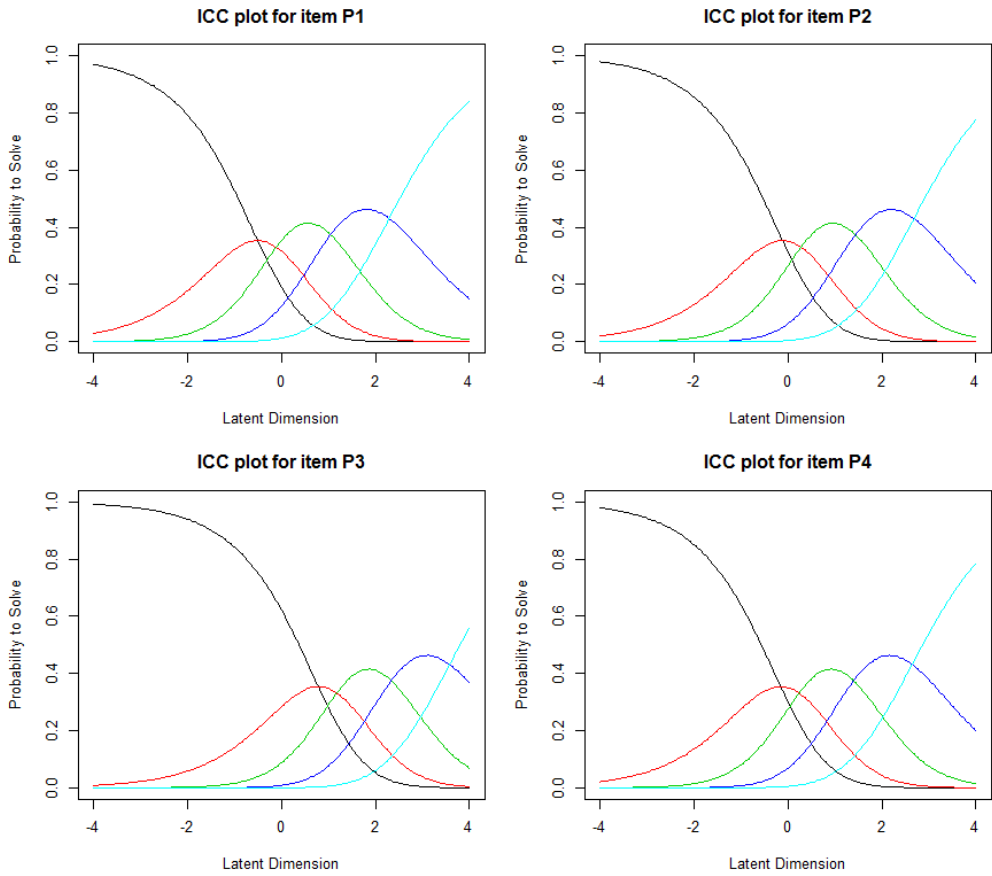 ICC plot for item P1
Probability to Solve
0.0 0.2 0.4 0.6 0.8 1.0
-4 -2 0 2 4
Latent Dimension
ICC plot for item P2
Probability to Solve
0.0 0.2 0.4 0.6 0.8 1.0
-4 -2 0 2 4
Latent Dimension
ICC plot for item P3
Probability to Solve
0.0 0.2 0.4 0.6 0.8 1.0
-4 -2 0 2 4
Latent Dimension
ICC plot for item P4
Probability to Solve
0.0 0.2 0.4 0.6 0.8 1.0
-4 -2 0 2 4
Latent Dimension